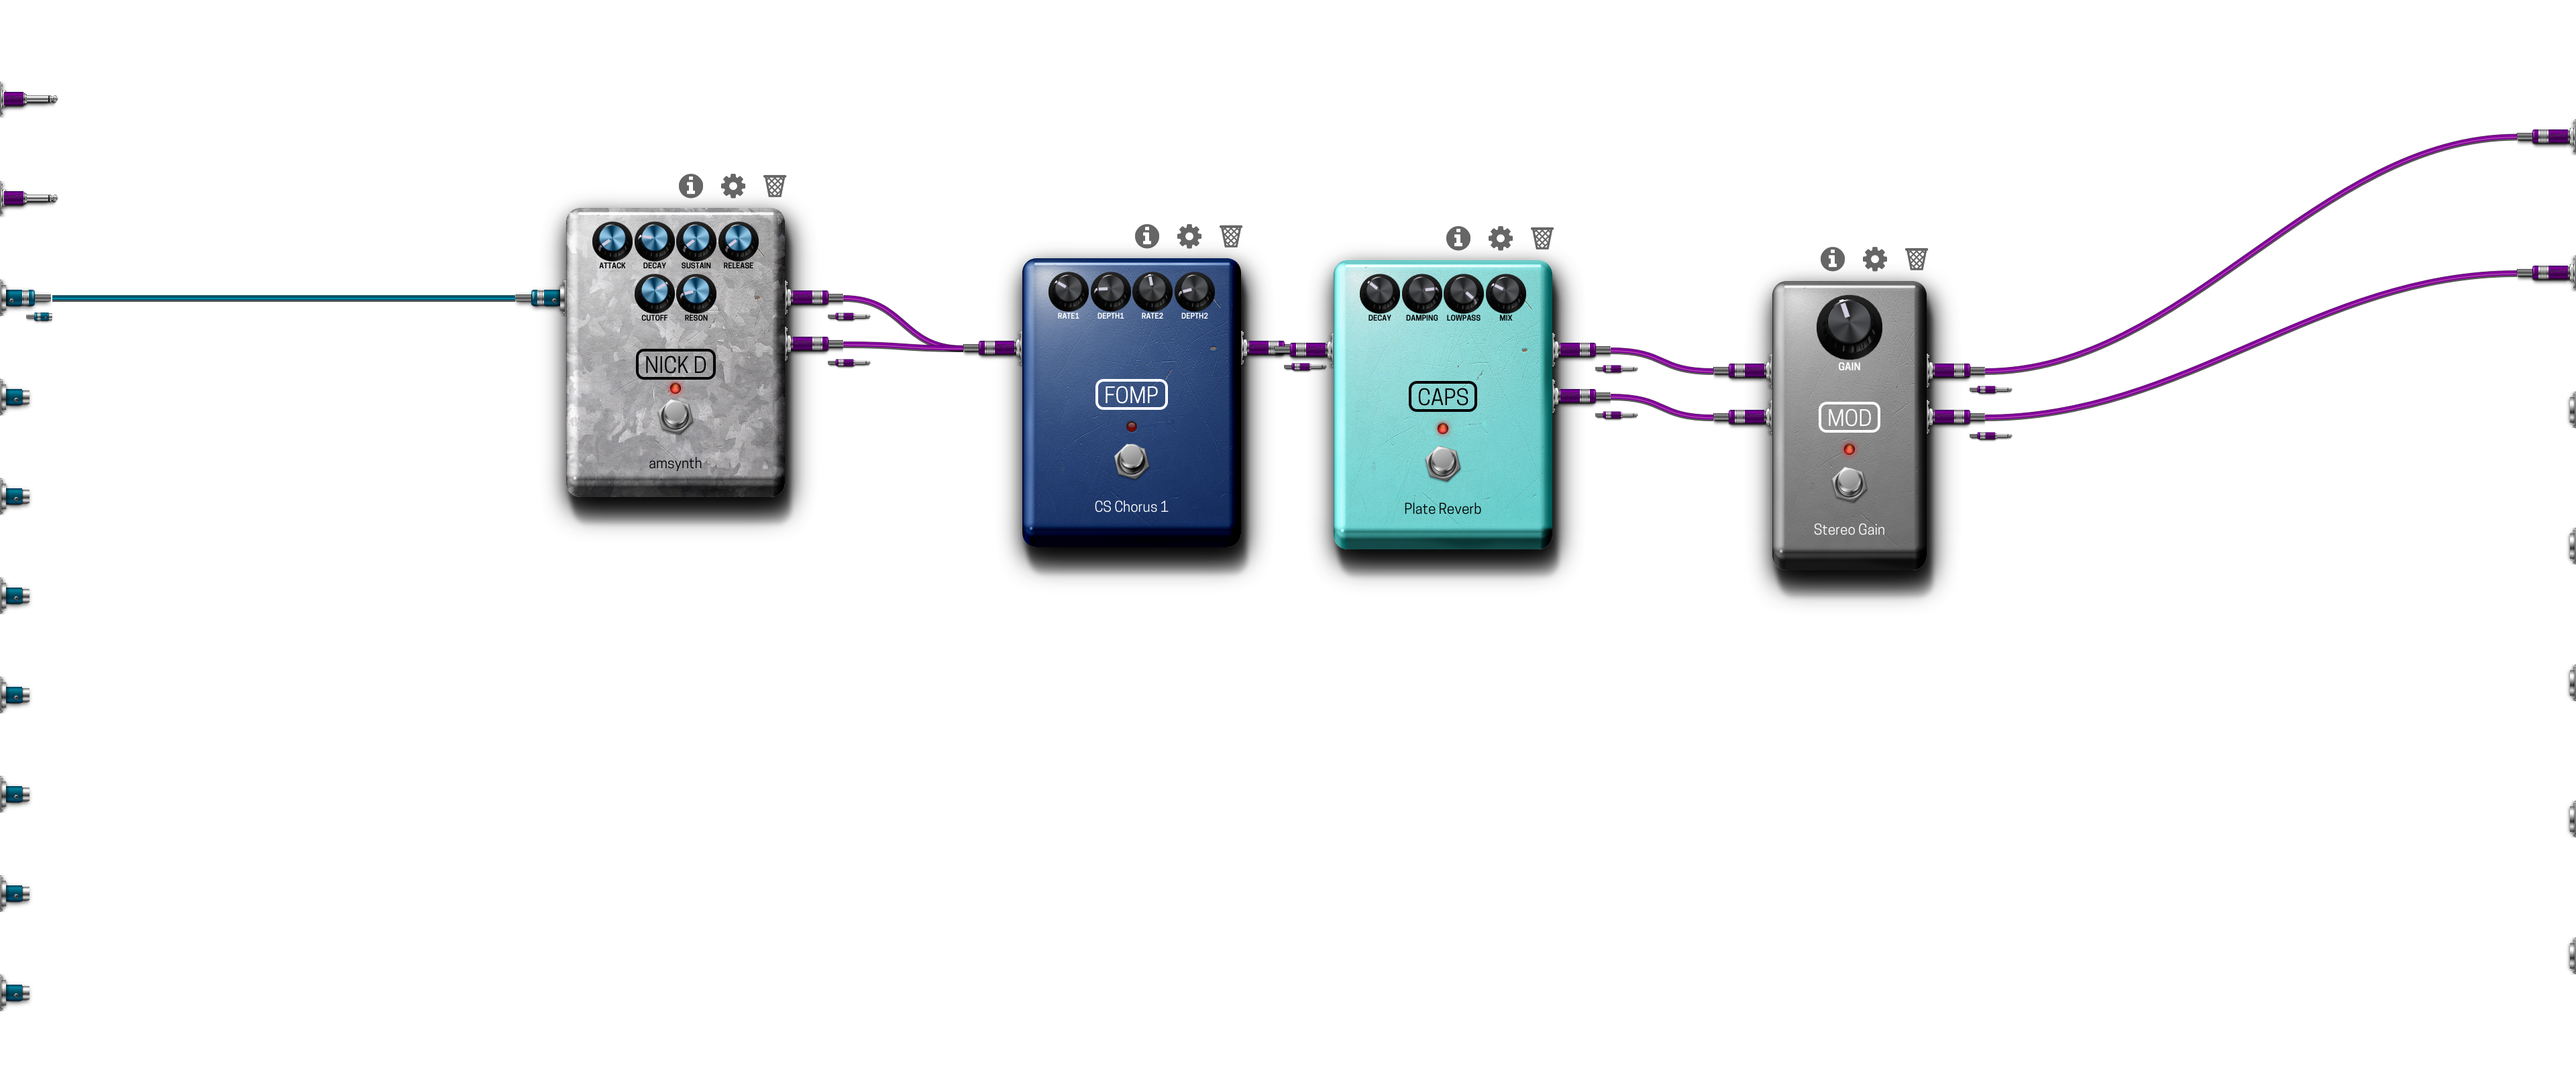 ATTACK DECAY SUSTAIN RELEASE
CUTOFF RESON
NICK D
amsynth
RATE1 DEPTH1 RATE2 DEPTH2
FOMP
CS Chorus 1
DECAY DAMPING LOWPASS MIX
CAPS
Plate Reverb
GAIN
MOD
Stereo Gain